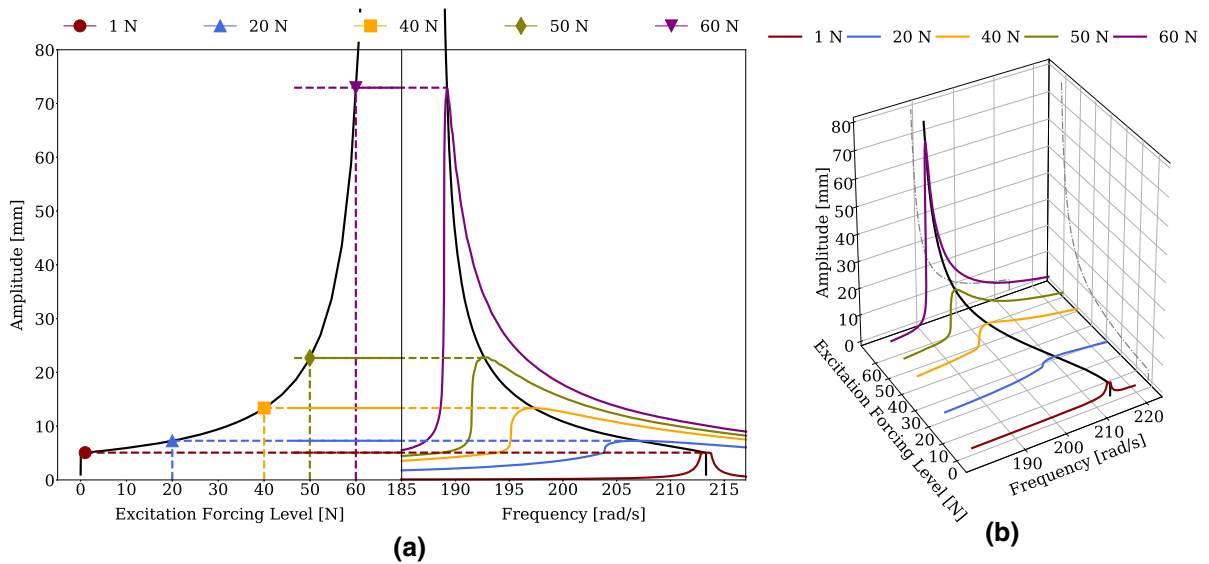 1 N 20 N 40 N 50 N 60 N
80
70
60
50
40
30
20
10
0
Amplitude [mm]
0 10 20 30 40 50 60 185 190 195 200 205 210 215
Excitation Forcing Level [N] Frequency [rad/s]
(a)
1 N 20 N 40 N 50 N 60 N
80
70
60
50
40
30
20
10
0
Amplitude [mm]
60
50
40
30
20
10
0
Excitation Forcing Level [N]
190 200 210 220
Frequency [rad/s]
(b)